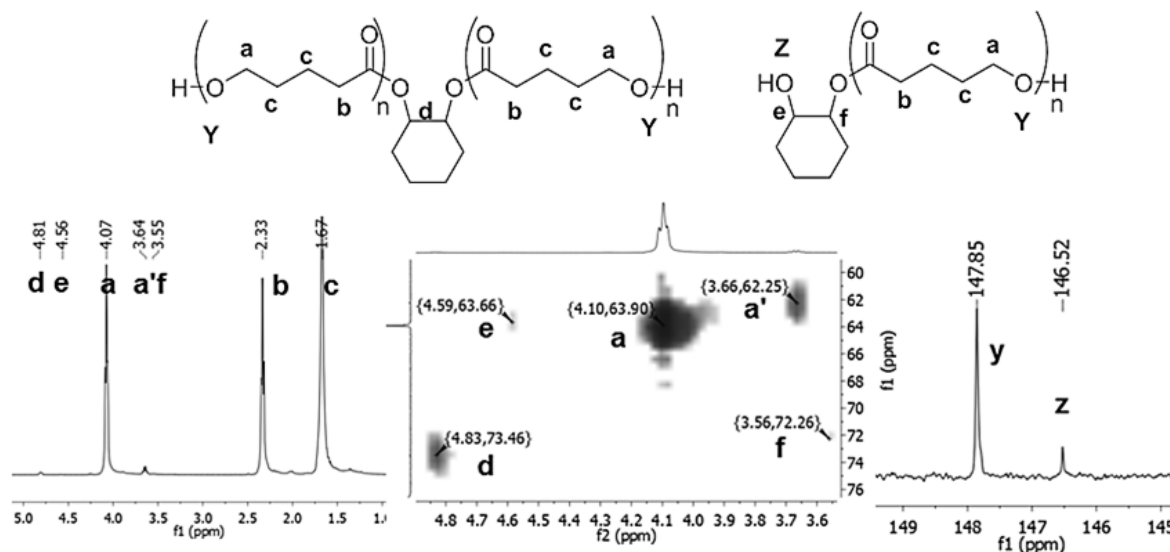 H O a c c b O O n Y
d
O O b c c a O H n Y
Z HO O e f O b c c a O H n Y
4.81 4.56 4.07 3.64 3.55 2.33 1.67
d e a a'f b c
5.0 4.5 4.0 3.5 3.0 2.5 2.0 1.0
f1 (ppm)
{4.59,63.66} e
{4.10,63.90} a
{3.66,62.25} a'
{4.83,73.46} d
{3.56,72.26} f
60
62
64
66
68
70
72
74
76
f1 (ppm)
4.8 4.7 4.6 4.5 4.4 4.3 4.2 4.1 4.0 3.9 3.8 3.7 3.6
f2 (ppm)
147.85 146.52
y
z
149 148 147 146 145
f1 (ppm)